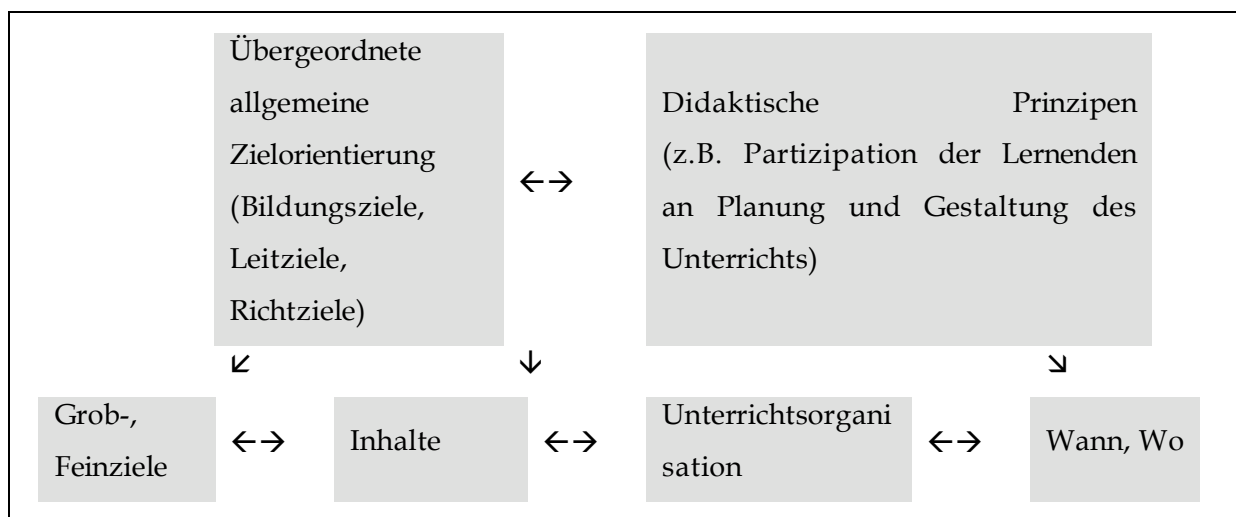 Übergeordnete
allgemeine
Zielorientierung
(Bildungsziele,
Leitziele,
Richtziele)
←→
Didaktische Prinzipen
(z.B. Partizipation der Lernenden
an Planung und Gestaltung des
Unterrichts)
↙ ↓ ↘
Grob-,
Feinziele
←→
Inhalte
←→
Unterrichtsorgani
sation
←→
Wann, Wo